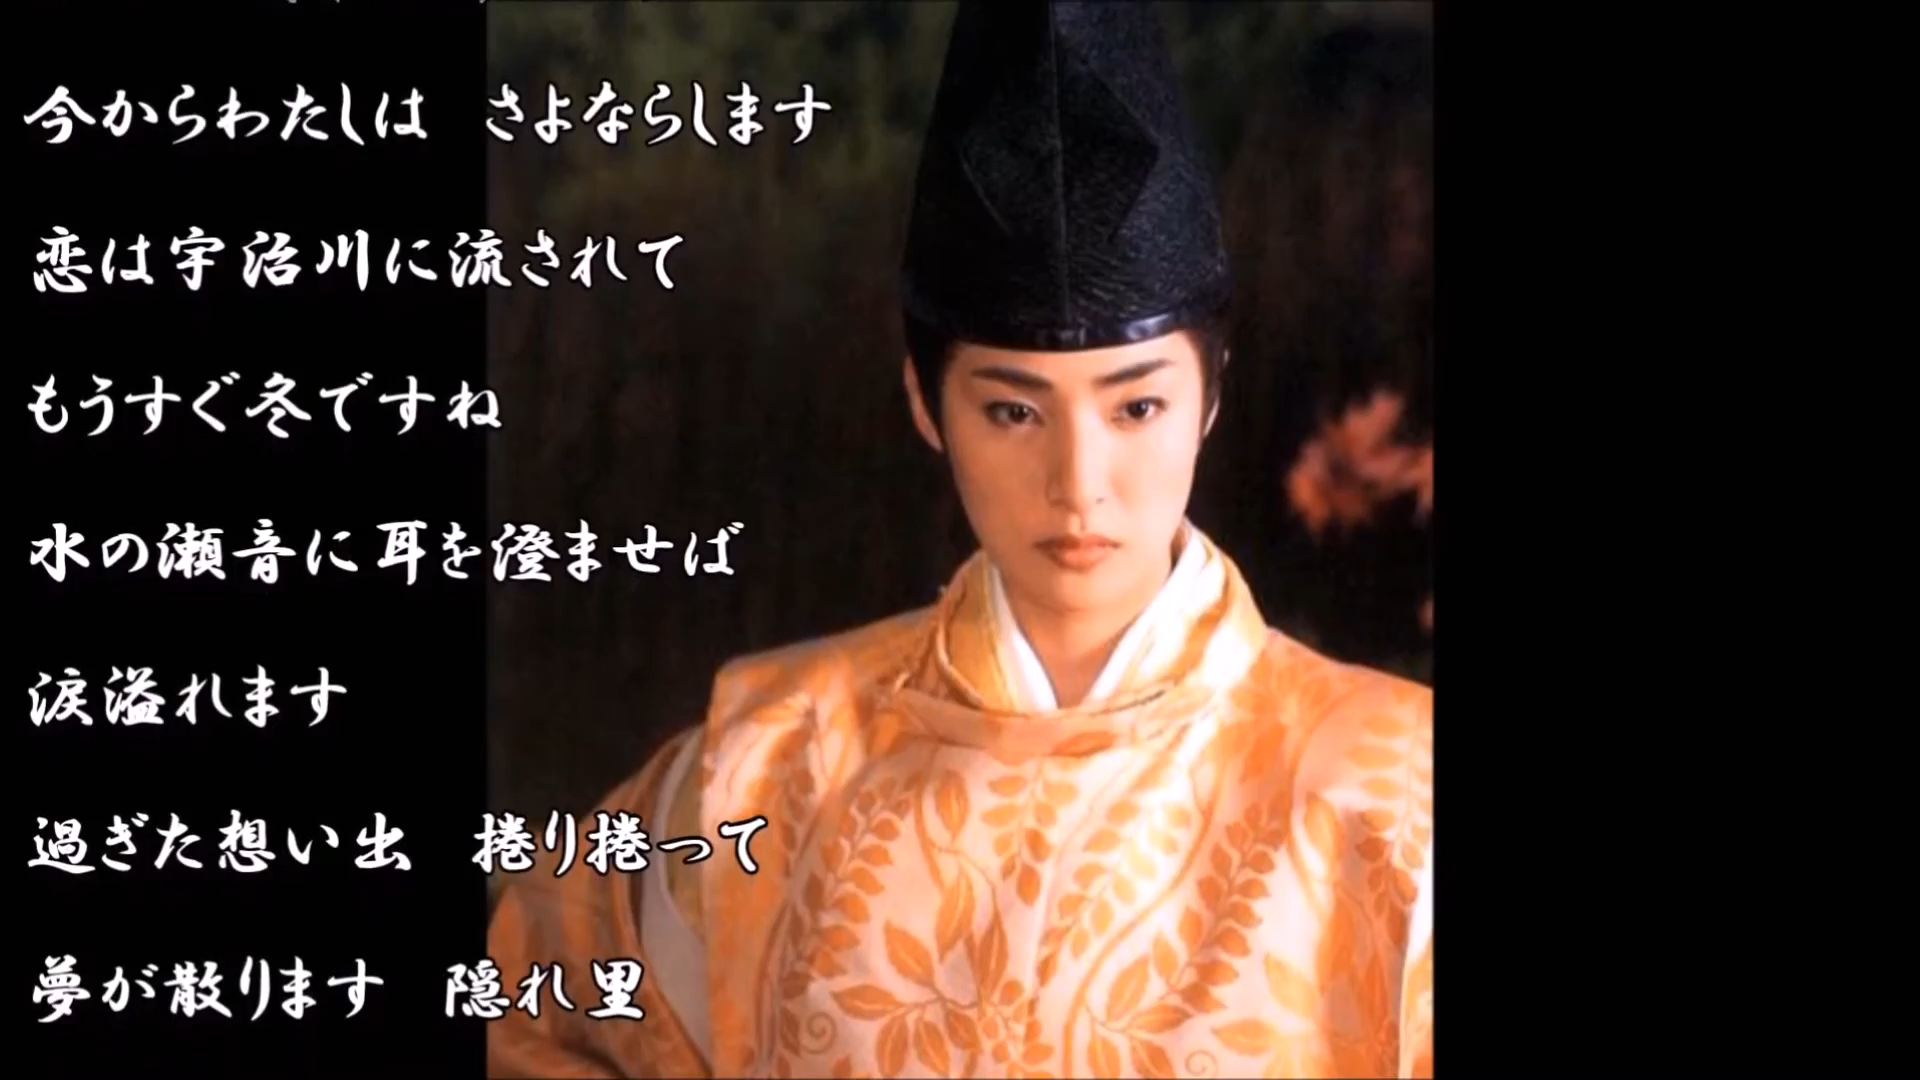 今からわたしは　さよならします
恋は宇治川に流されて
もうすぐ冬ですね
水の瀬音に耳を澄ませば
涙溢れます
過ぎた想い出　捲り捲って
夢が散ります　隠れ里